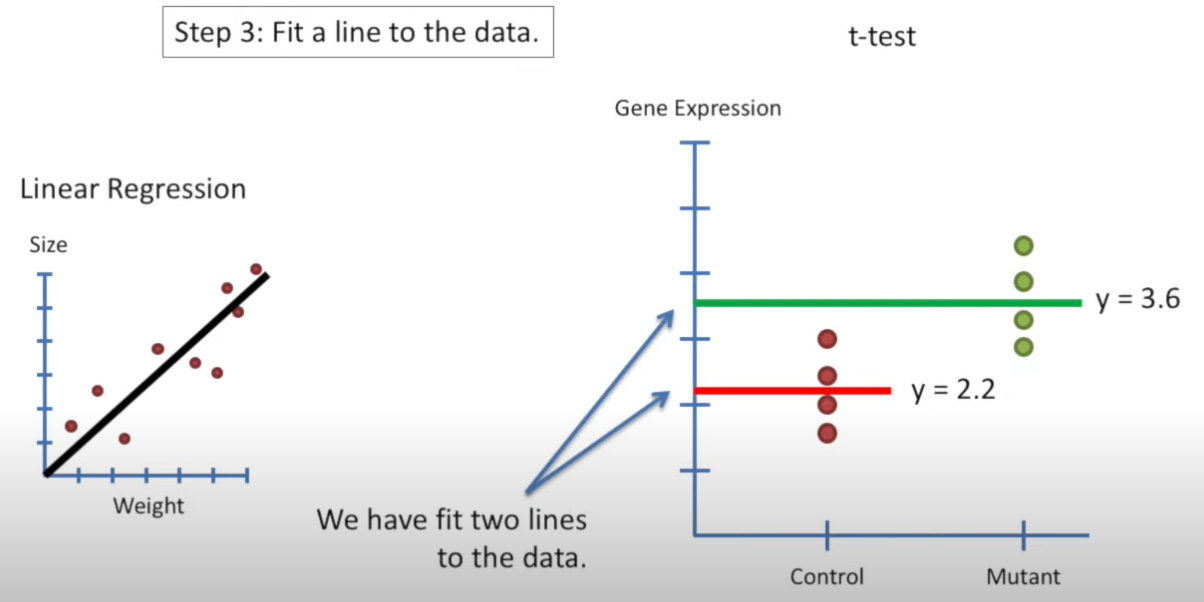 Step 3: Fit a line to the data.
t-test
Gene Expression
Linear Regression
Size
y = 3.6
y = 2.2
Weight
We have fit two lines
to the data.
Control
Mutant